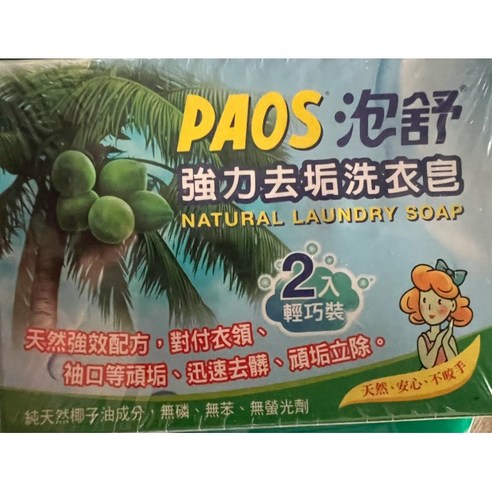 PAOS 泡舒
強力去垢洗衣皂
NATURAL LAUNDRY SOAP
2入
輕巧裝
天然強效配方，對付衣領、
袖口等頑垢、迅速去髒、頑垢立除。
天然、安心、不咬手
純天然椰子油成分，無磷、無苯、無螢光劑